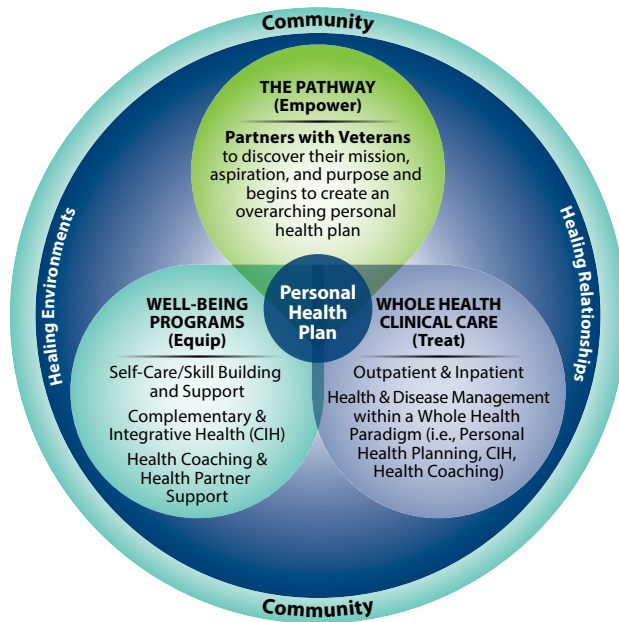 Community
THE PATHWAY
(Empower)
Partners with Veterans
to discover their mission,
aspiration, and purpose and
begins to create an
overarching personal
health plan
Healing Environments
Healing Relationships
Personal
Health
Plan
WELL-BEING
PROGRAMS
(Equip)
Self-Care/Skill Building
and Support
Complementary &
Integrative Health (CIH)
Health Coaching &
Health Partner
Support
WHOLE HEALTH
CLINICAL CARE
(Treat)
Outpatient & Inpatient
Health & Disease Management
within a Whole Health
Paradigm (i.e., Personal
Health Planning, CIH,
Health Coaching)
Community